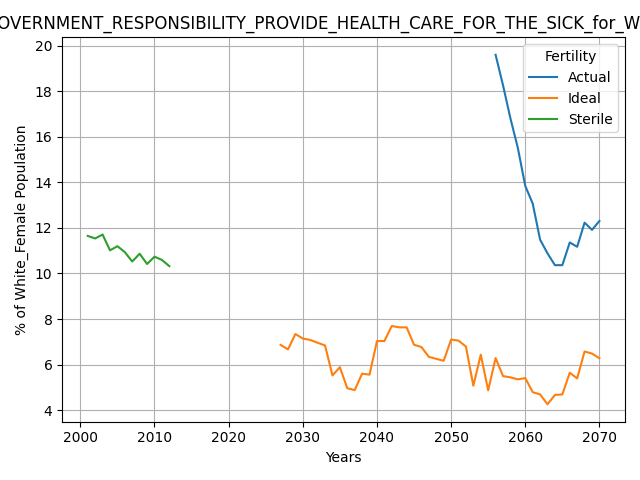 OVERNMENT_RESPONSIBILITY_PROVIDE_HEALTH_CARE_FOR_THE_SICK_for_W
20
18
16
14
12
10
8
6
4
% of White_Female Population
Fertility
Actual
Ideal
Sterile
2000 2010 2020 2030 2040 2050 2060 2070
Years